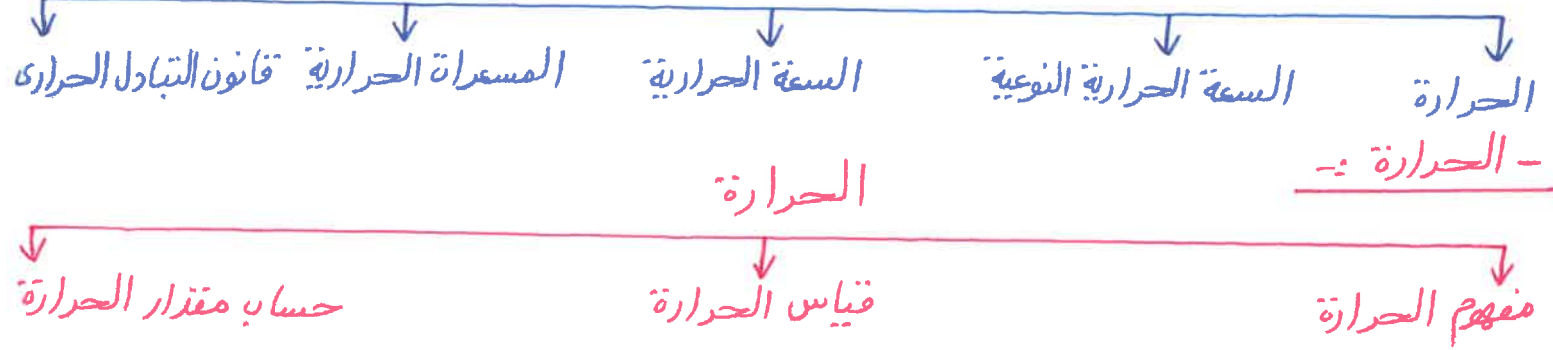 الحرارة السعة الحرارية النوعية السعة الحرارية المسعرات الحرارية قانون التبادل الحرارى
- الحرارة :-
الحرارة
مفهوم الحرارة قياس الحرارة حساب مقدار الحرارة